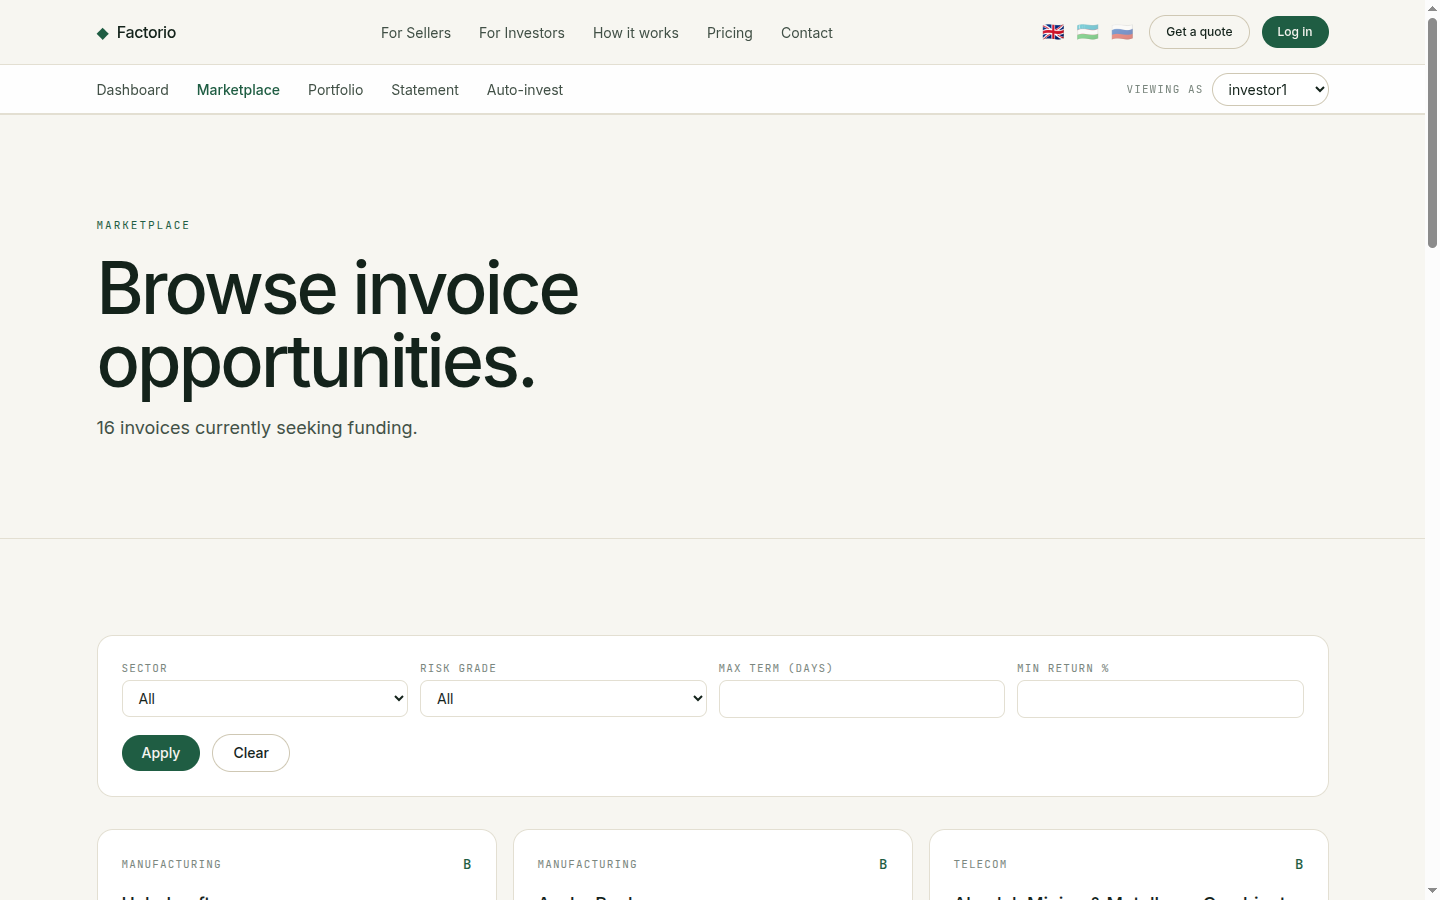 Factorio
For Sellers
For Investors
How it works
Pricing
Contact
Get a quote
Log in
Dashboard
Marketplace
Portfolio
Statement
Auto-invest
VIEWING AS
investor1
MARKETPLACE
Browse invoice
opportunities.
16 invoices currently seeking funding.
SECTOR
RISK GRADE
MAX TERM (DAYS)
MIN RETURN %
All
All
Apply
Clear
MANUFACTURING
B
MANUFACTURING
B
TELECOM
B